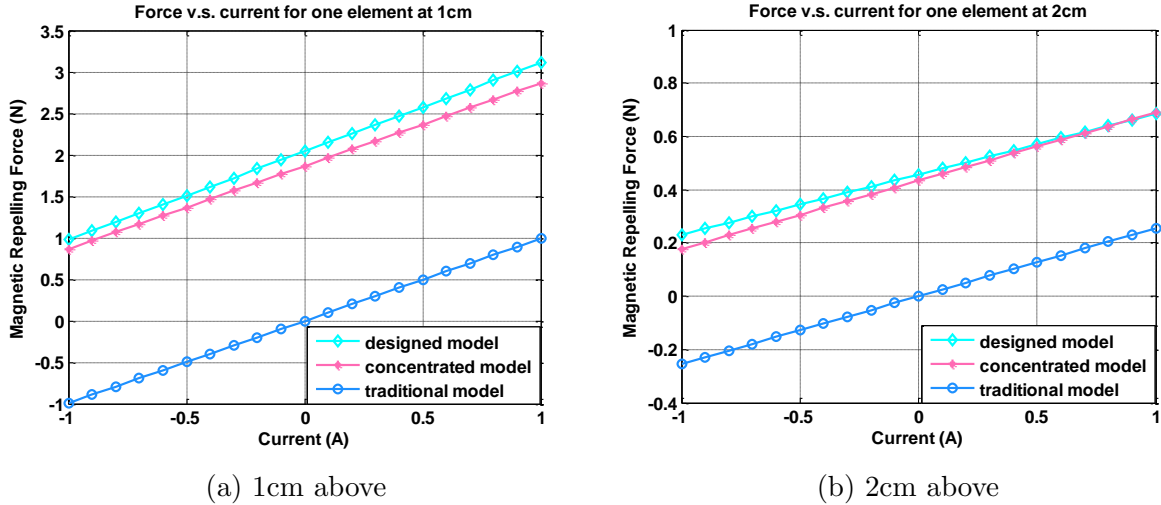 Force v.s. current for one element at 1cm
Magnetic Repelling Force (N)
3.5
3
2.5
2
1.5
1
0.5
0
-0.5
-1
-1
-0.5
0
0.5
1
Current (A)
designed model
concentrated model
traditional model
(a) 1cm above
Force v.s. current for one element at 2cm
Magnetic Repelling Force (N)
1
0.8
0.6
0.4
0.2
0
-0.2
-0.4
-1
-0.5
0
0.5
1
Current (A)
designed model
concentrated model
traditional model
(b) 2cm above